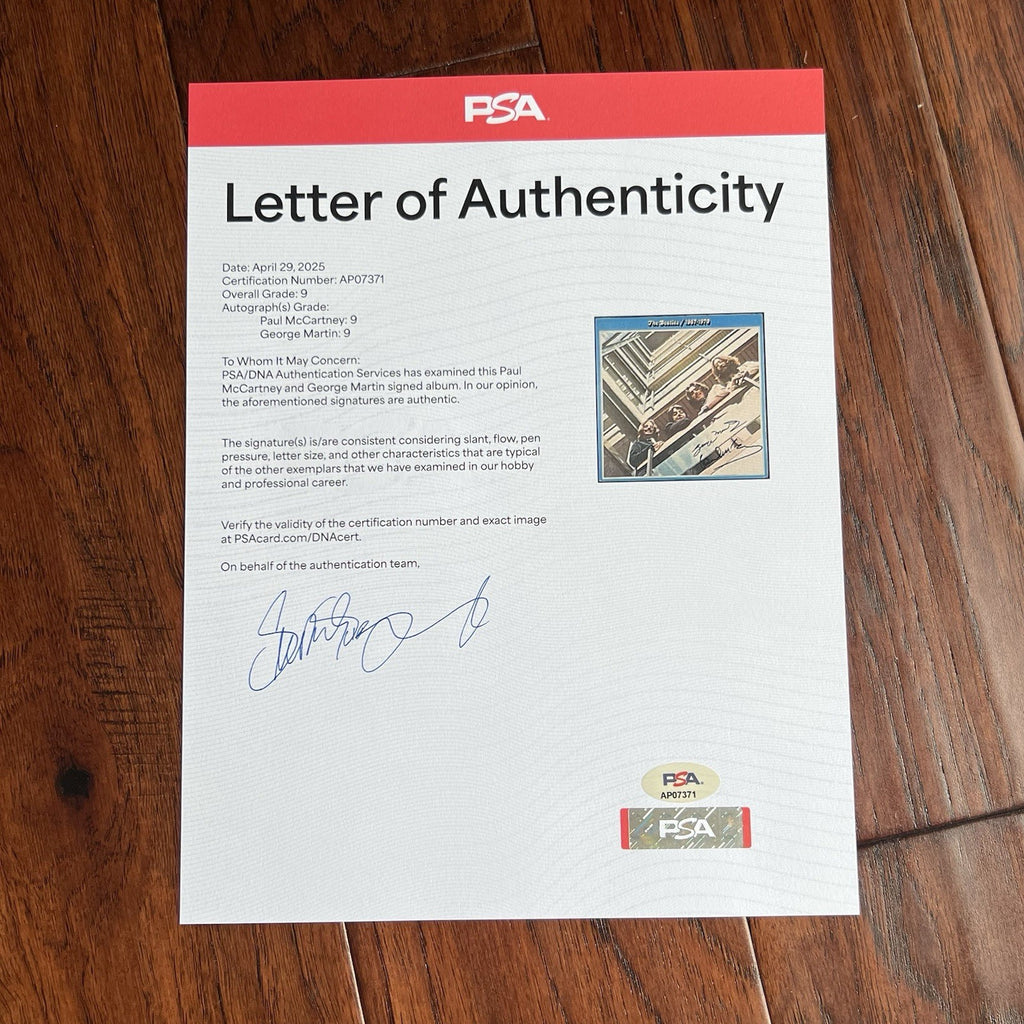 PSA
Letter of Authenticity
Date: April 29, 2025
Certification Number: AP07371
Overall Grade: 9
Autograph(s) Grade:
Paul McCartney: 9
George Martin: 9
To Whom It May Concern:
PSA/DNA Authentication Services has examined this Paul
McCartney and George Martin signed album. In our opinion,
the aforementioned signatures are authentic.
The signature(s) is/are consistent considering slant, flow, pen
pressure, letter size, and other characteristics that are typical
of the other exemplars that we have examined in our hobby
and professional career.
Verify the validity of the certification number and exact image
at PSAcard.com/DNAcert.
On behalf of the authentication team,
The Beatles / 1967-1970
PSA
AP07371
PSA